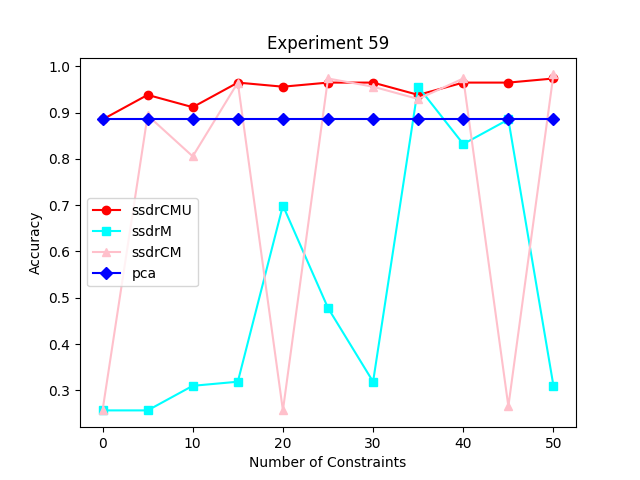 Experiment 59
Accuracy
1.0
0.9
0.8
0.7
0.6
0.5
0.4
0.3
ssdrCMU
ssdrM
ssdrCM
pca
0 10 20 30 40 50
Number of Constraints